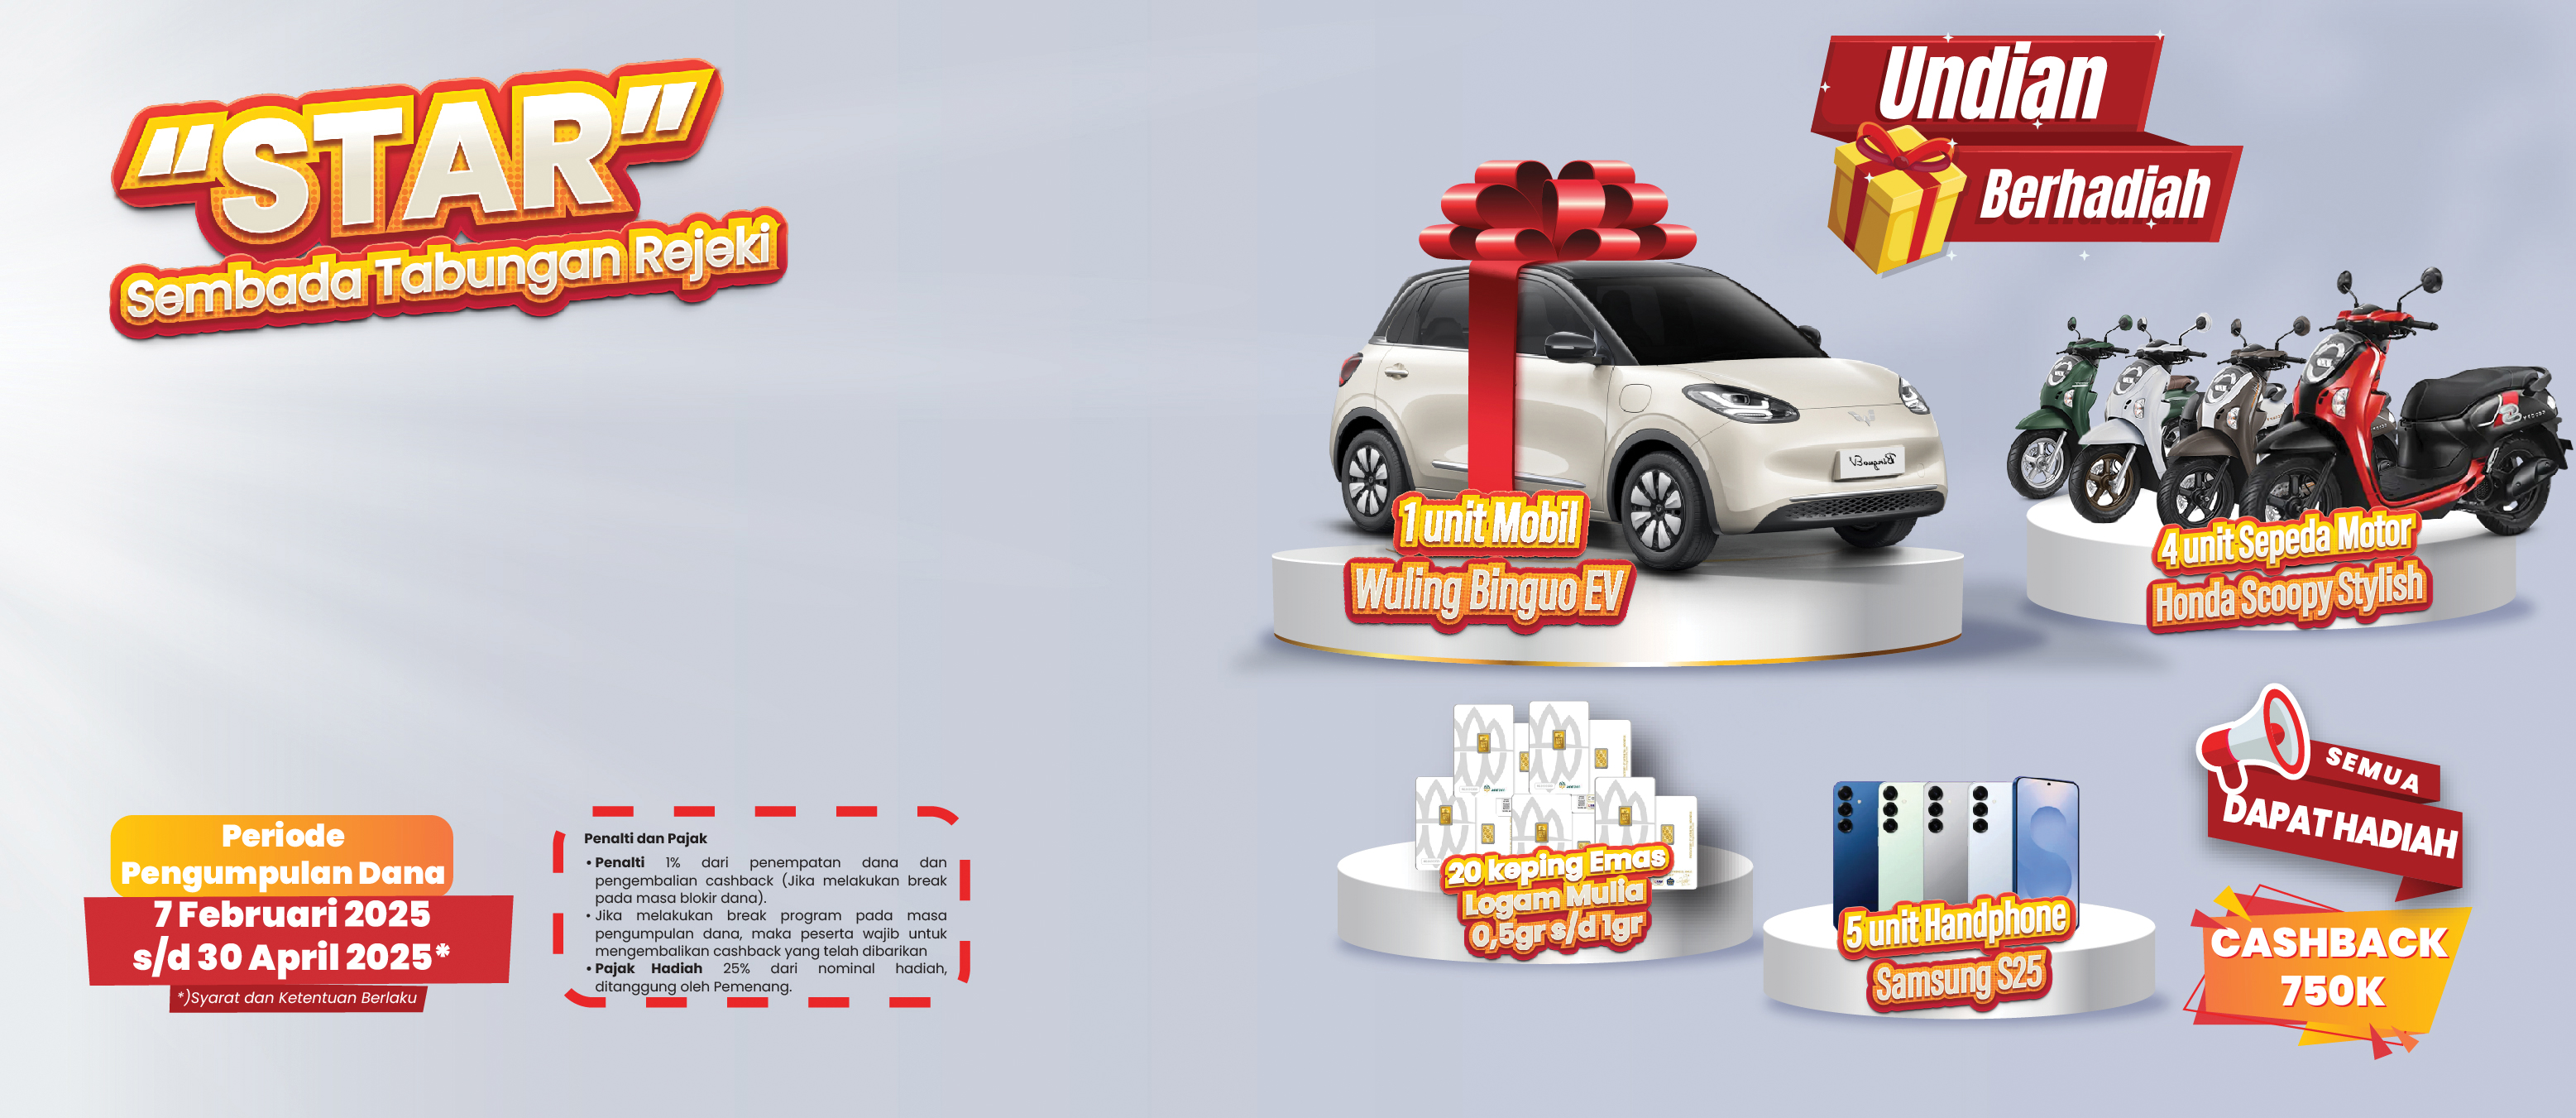 "STAR"
Sembada Tabungan Rejeki
Undian
Berhadiah
1 unit Mobil
Wuling Binguo EV
4 unit Sepeda Motor
Honda Scoopy Stylish
20 keping Emas
Logam Mulia
0,5gr s/d 1gr
5 unit Handphone
Samsung S25
SEMUA
DAPAT HADIAH
CASHBACK
750K
Periode
Pengumpulan Dana
7 Februari 2025
s/d 30 April 2025*
*)Syarat dan Ketentuan Berlaku
Penalti dan Pajak
• Penalti 1% dari penempatan dana dan
pengembalian cashback (Jika melakukan break
pada masa blokir dana).
• Jika melakukan break program pada masa
pengumpulan dana, maka peserta wajib untuk
mengembalikan cashback yang telah dibarikan
• Pajak Hadiah 25% dari nominal hadiah,
ditanggung oleh Pemenang.
Binguo EV